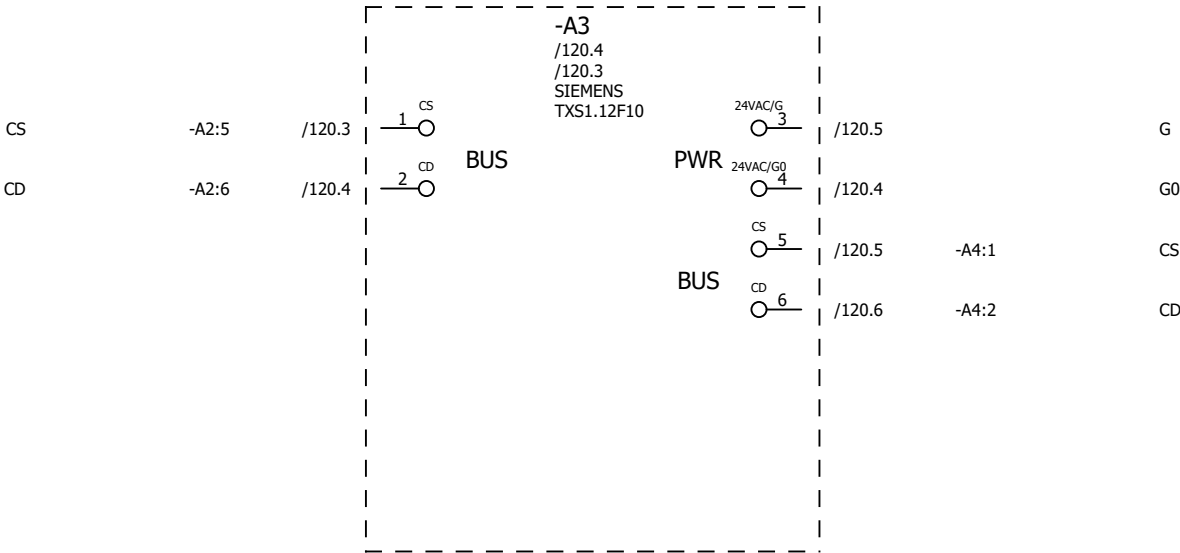 -A3
/120.4
/120.3
SIEMENS
TXS1.12F10
CS -A2:5 /120.3 1 CS
24VAC/G 3 /120.5 G
BUS
PWR
CD -A2:6 /120.4 2 CD
24VAC/G0 4 /120.4 G0
CS 5 /120.5 -A4:1 CS
BUS
CD 6 /120.6 -A4:2 CD